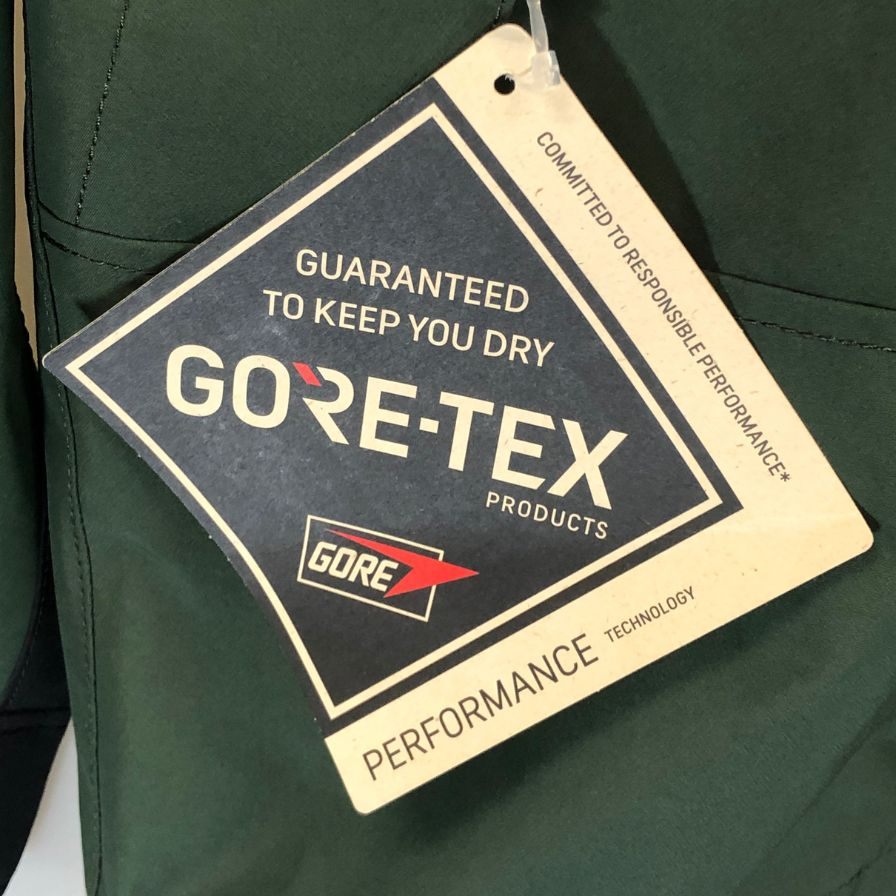 COMMITTED TO RESPONSIBLE PERFORMANCE*
GUARANTEED
TO KEEP YOU DRY
GORE-TEX
PRODUCTS
GORE
PERFORMANCE TECHNOLOGY